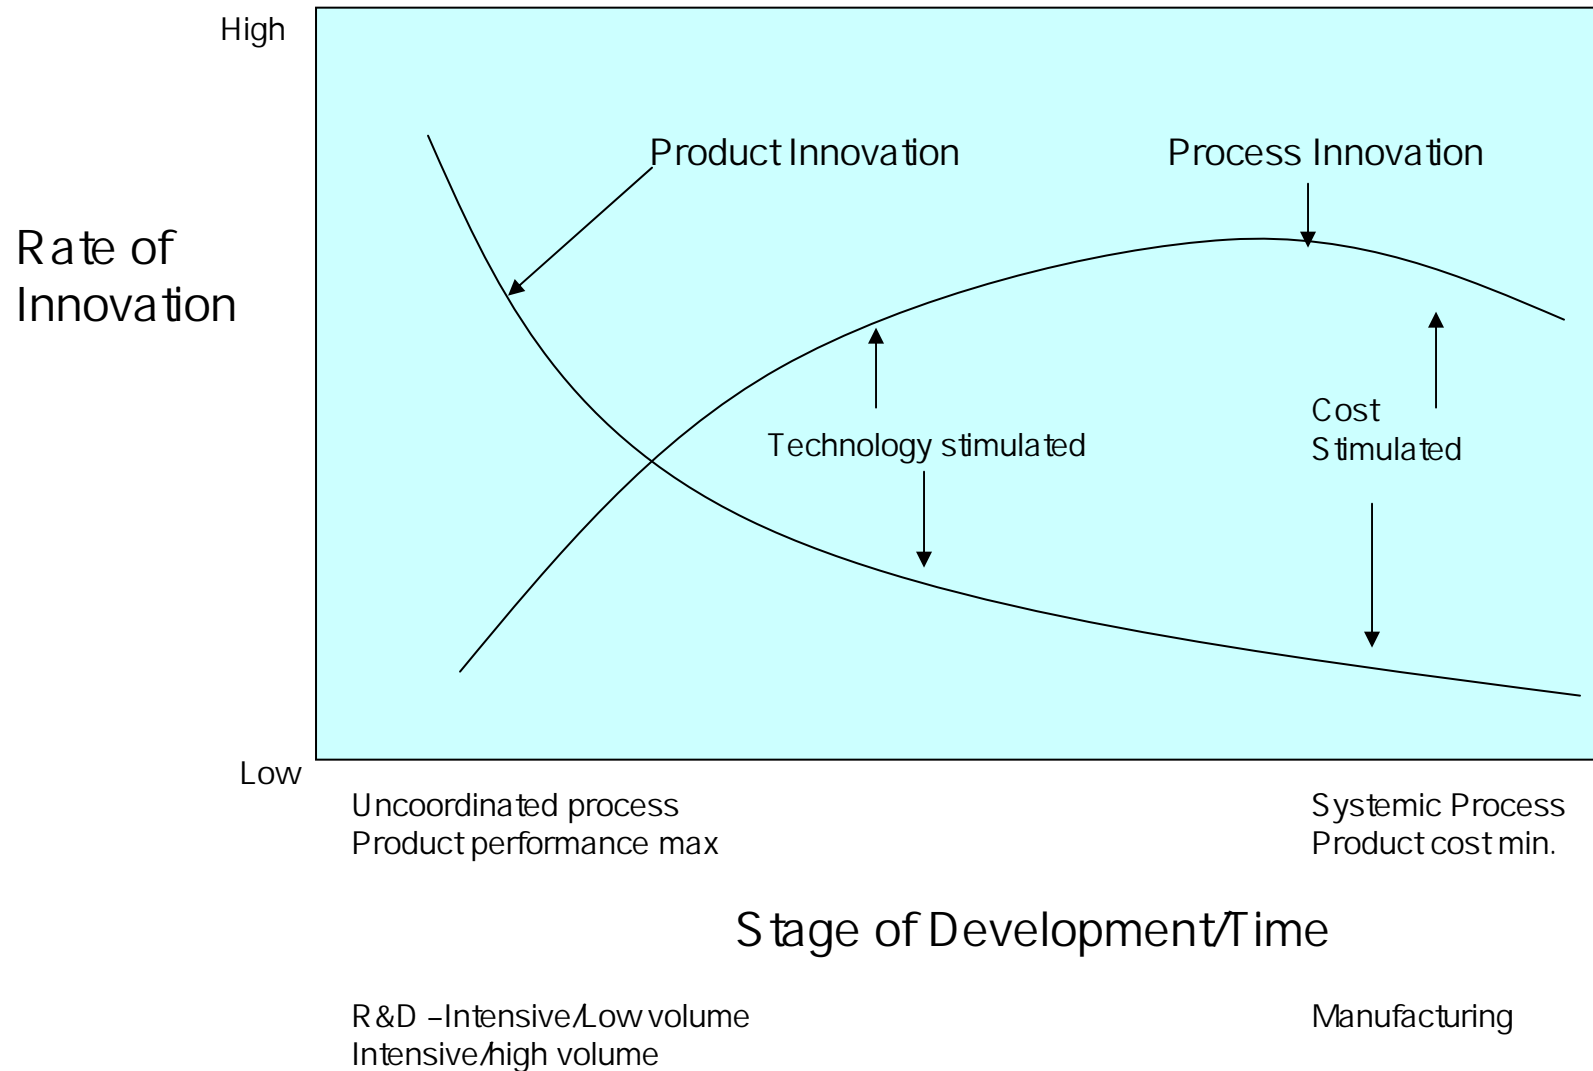 High
Product Innovation
Process Innovation
Rate of
Innovation
Technology stimulated
Cost
Stimulated
Low
Uncoordinated process
Product performance max
Systemic Process
Product cost min.
Stage of Development/Time
R&D –Intensive/Low volume
Manufacturing
Intensive/high volume